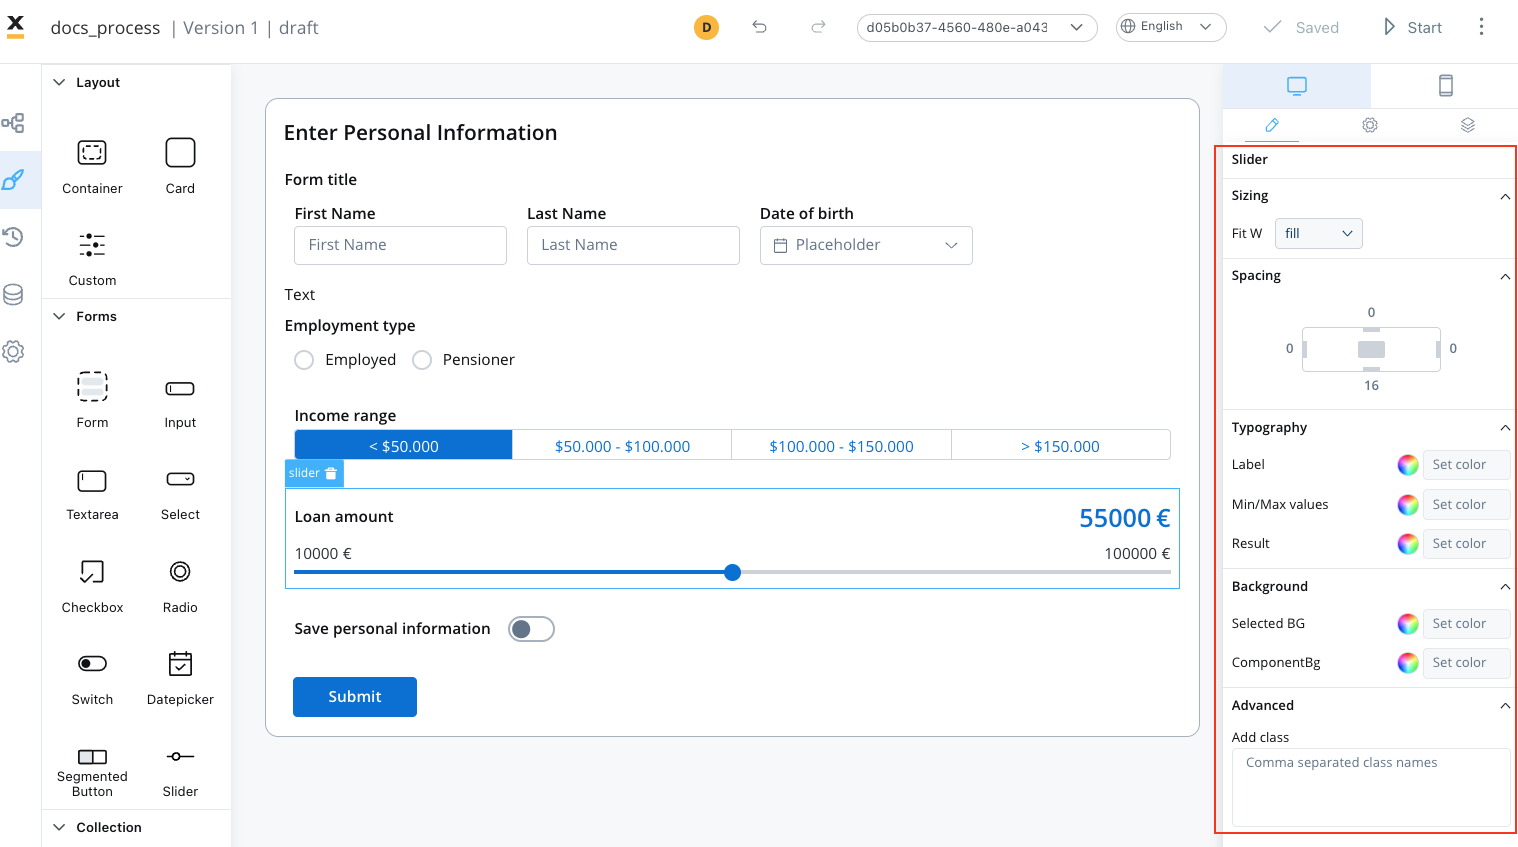 docs_process | Version 1 | draft
D
d05b0b37-4560-480e-a043
English
Saved
Start
Layout
Container
Card
Custom
Forms
Form
Input
Textarea
Select
Checkbox
Radio
Switch
Datepicker
Segmented
Button
Slider
Collection
Enter Personal Information
Form title
First Name
Last Name
Date of birth
First Name
Last Name
Placeholder
Text
Employment type
Employed
Pensioner
Income range
< $50.000
$50.000 - $100.000
$100.000 - $150.000
> $150.000
slider
Loan amount
55000 €
10000 €
100000 €
Save personal information
Submit
Slider
Sizing
Fit W
fill
Spacing
0
0
0
16
Typography
Label
Set color
Min/Max values
Set color
Result
Set color
Background
Selected BG
Set color
ComponentBg
Set color
Advanced
Add class
Comma separated class names